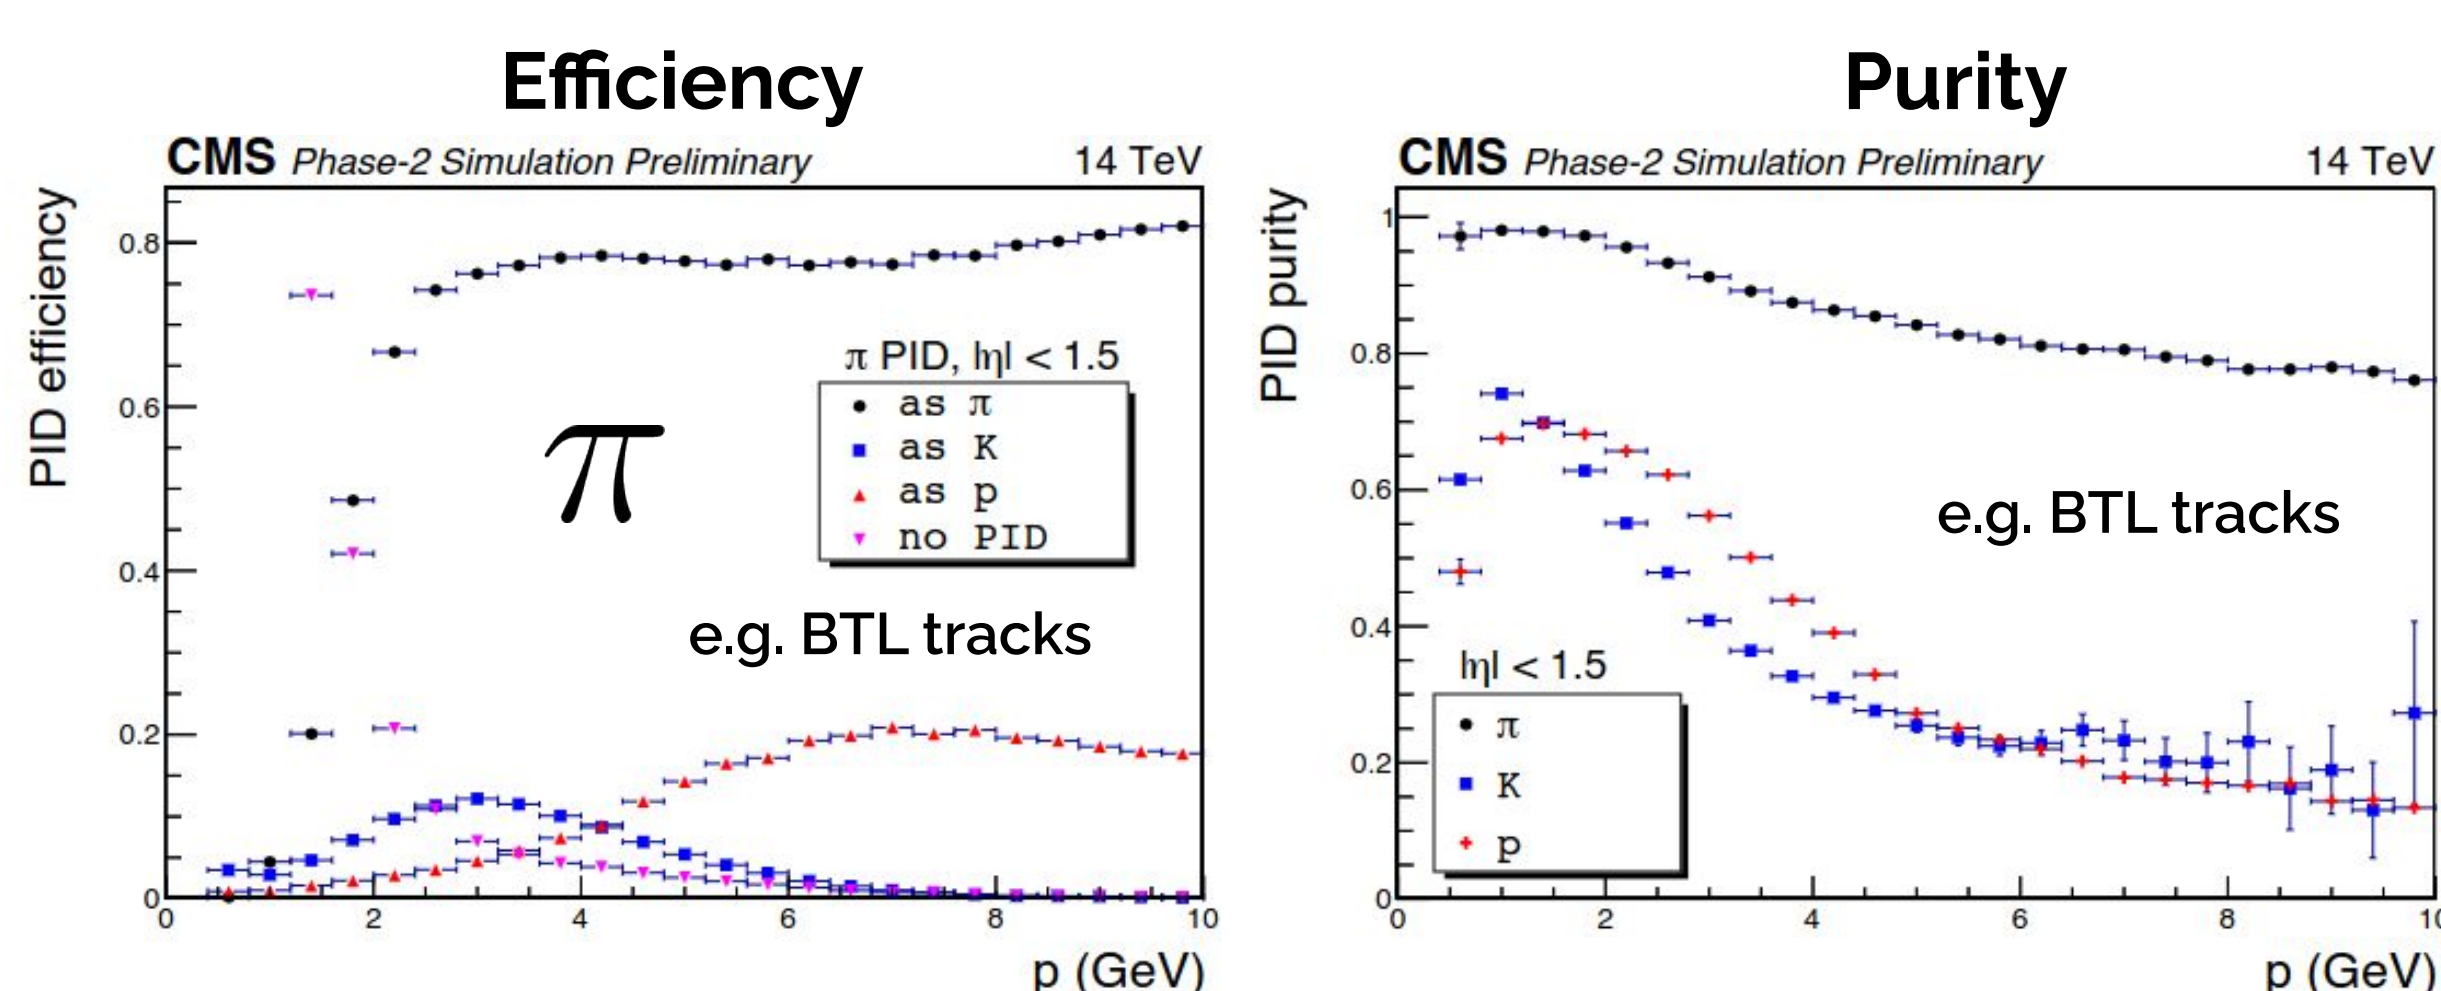 Efficiency
CMS Phase-2 Simulation Preliminary 14 TeV
PID efficiency
0.8
0.6
0.4
0.2
0
π PID, |η| < 1.5
as π
as K
as p
no PID
π
e.g. BTL tracks
0 2 4 6 8 10
p (GeV)
Purity
CMS Phase-2 Simulation Preliminary 14 TeV
PID purity
1
0.8
0.6
0.4
0.2
0
e.g. BTL tracks
|η| < 1.5
π
K
p
0 2 4 6 8 10
p (GeV)